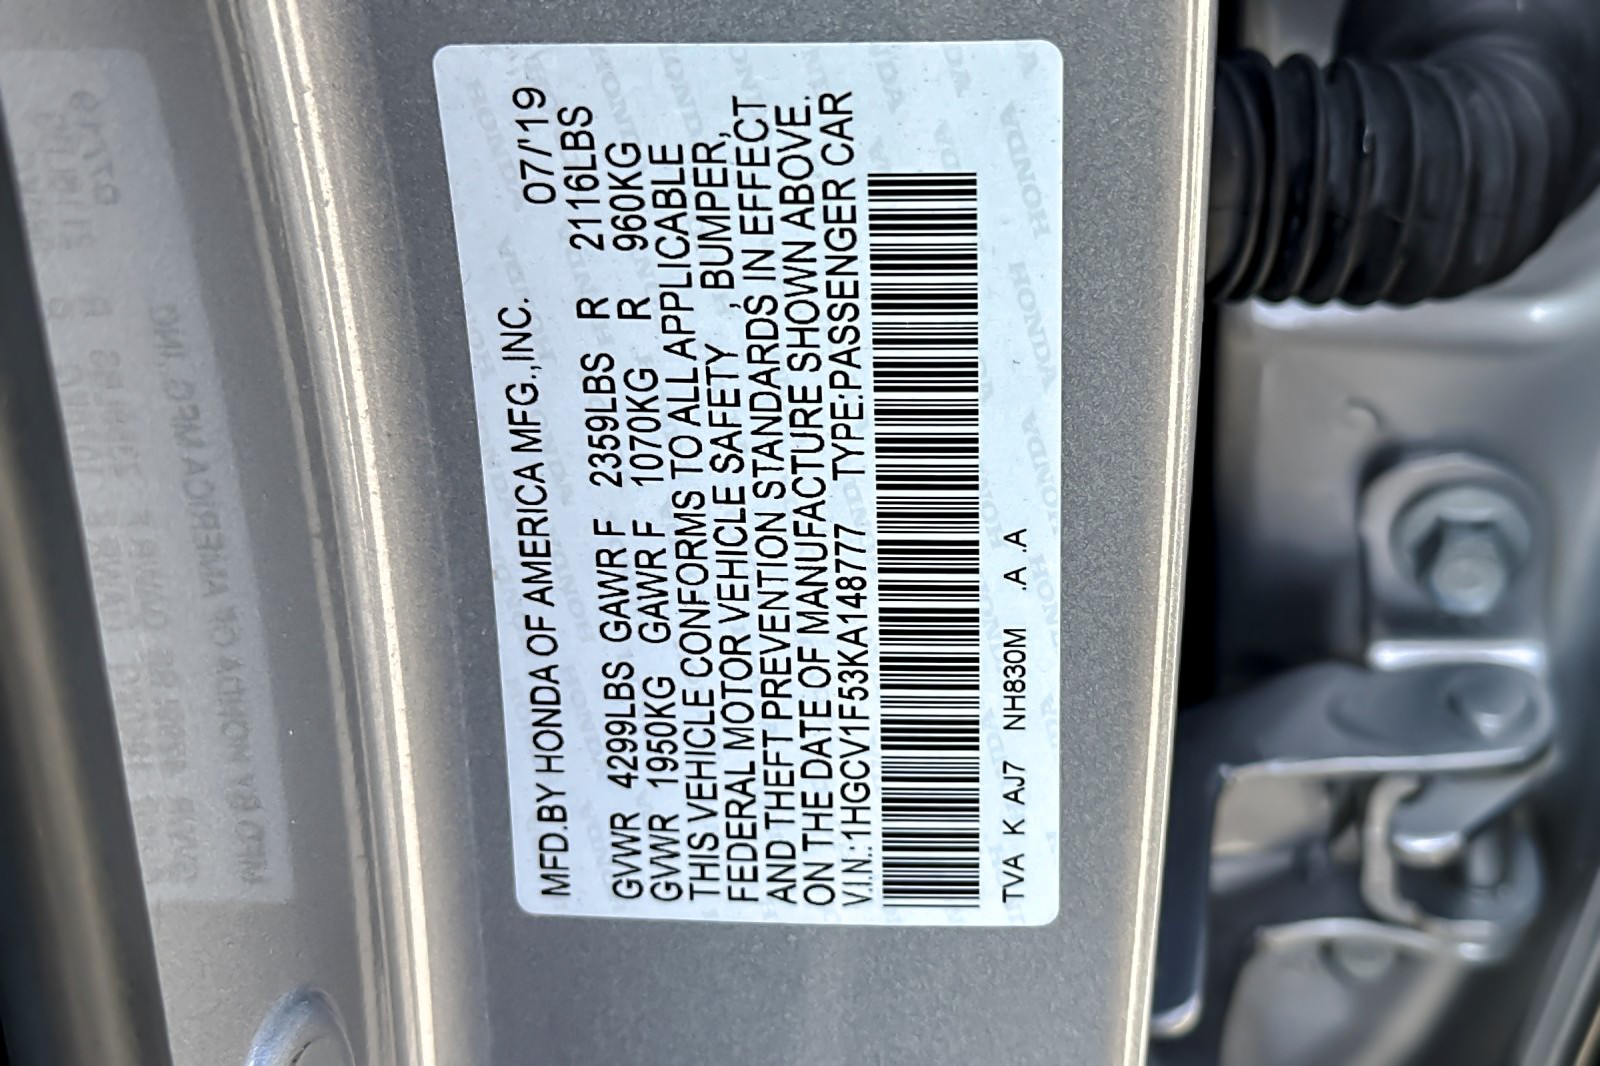 MFD.BY HONDA OF AMERICA MFG.,INC. 07/'19
GVWR 4299LBS GAWR F 2359LBS R 2116LBS
GVWR 1950KG GAWR F 1070KG R 960KG
THIS VEHICLE CONFORMS TO ALL APPLICABLE
FEDERAL MOTOR VEHICLE SAFETY, BUMPER,
AND THEFT PREVENTION STANDARDS IN EFFECT
ON THE DATE OF MANUFACTURE SHOWN ABOVE.
V.I.N.:1HGCV1F53KA148777 TYPE:PASSENGER CAR
TVA K AJ7 NH830M .A .A